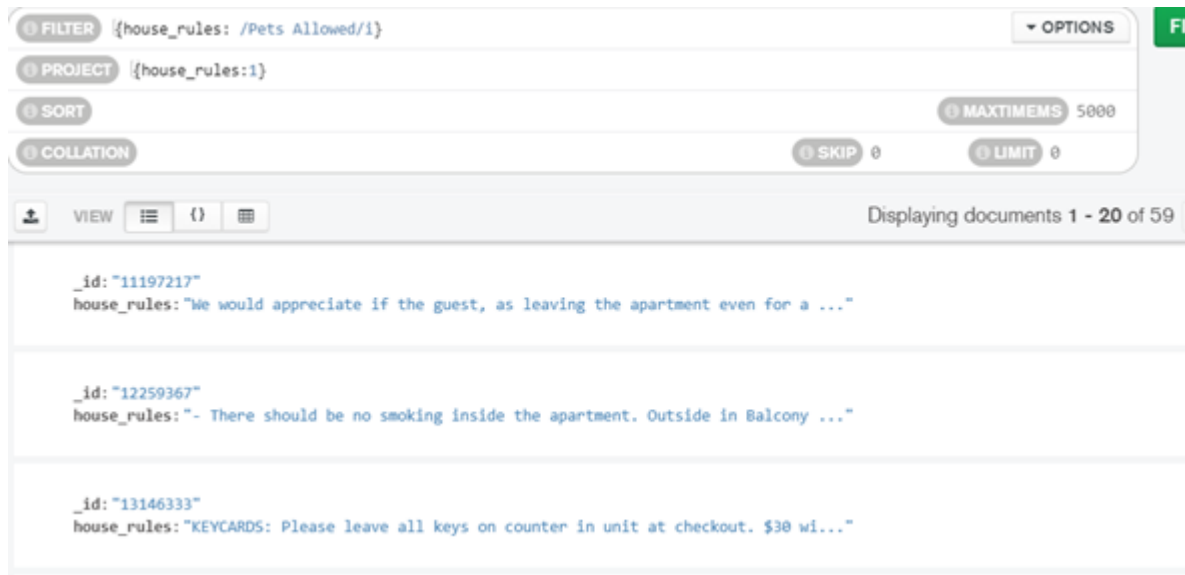 FILTER {house_rules: /Pets Allowed/i} OPTIONS FI
PROJECT {house_rules:1}
SORT MAXTIMEMS 5000
COLLATION SKIP 0 LIMIT 0
VIEW {} Displaying documents 1 - 20 of 59
_id: "11197217"
house_rules: "We would appreciate if the guest, as leaving the apartment even for a ..."
_id: "12259367"
house_rules: "- There should be no smoking inside the apartment. Outside in Balcony ..."
_id: "13146333"
house_rules: "KEYCARDS: Please leave all keys on counter in unit at checkout. $30 wi..."